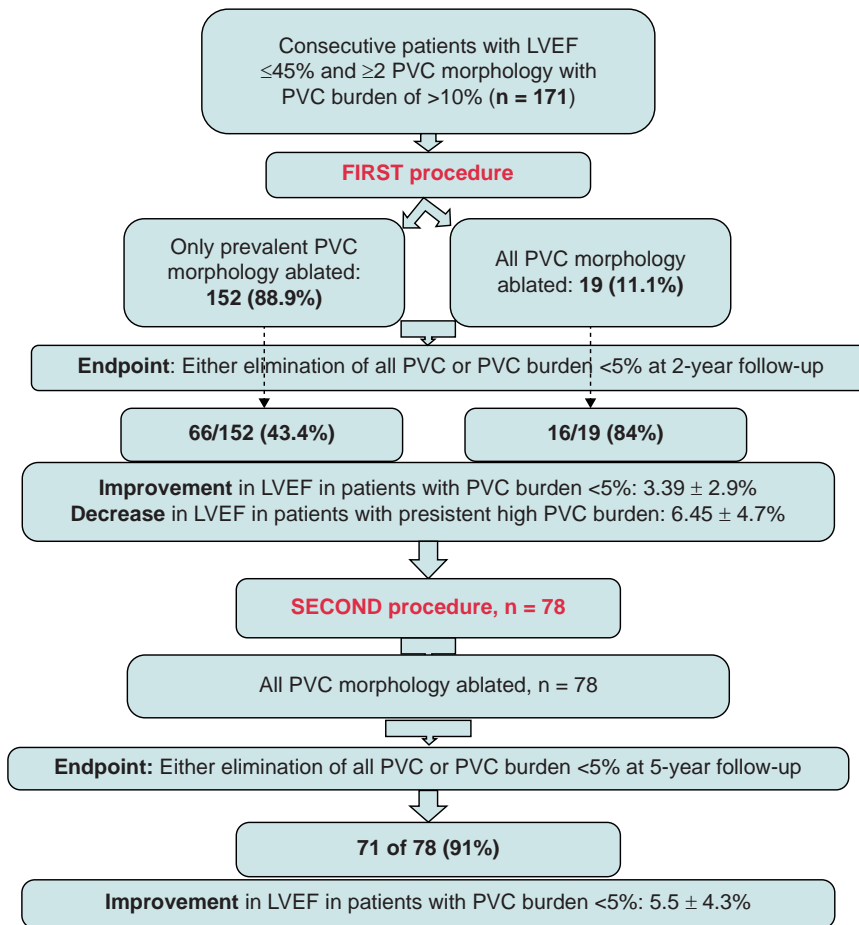 Consecutive patients with LVEF
≤45% and ≥2 PVC morphology with
PVC burden of >10% (n = 171)
FIRST procedure
Only prevalent PVC
morphology ablated:
152 (88.9%)
All PVC morphology
ablated: 19 (11.1%)
Endpoint: Either elimination of all PVC or PVC burden <5% at 2-year follow-up
66/152 (43.4%)
16/19 (84%)
Improvement in LVEF in patients with PVC burden <5%: 3.39 ± 2.9%
Decrease in LVEF in patients with presistent high PVC burden: 6.45 ± 4.7%
SECOND procedure, n = 78
All PVC morphology ablated, n = 78
Endpoint: Either elimination of all PVC or PVC burden <5% at 5-year follow-up
71 of 78 (91%)
Improvement in LVEF in patients with PVC burden <5%: 5.5 ± 4.3%